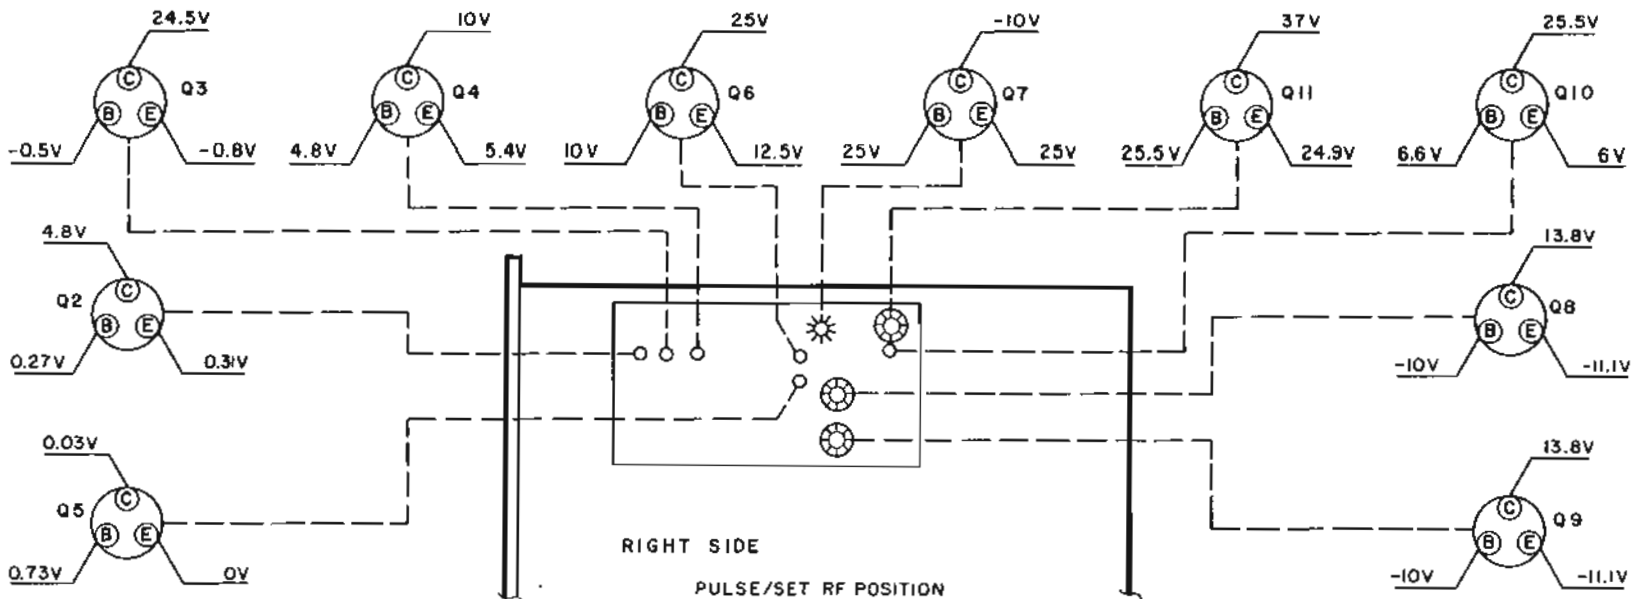 24.5V
C
B
E
Q3
-0.5V
-0.8V
10V
C
B
E
Q4
4.8V
5.4V
25V
C
B
E
Q6
10V
12.5V
-10V
C
B
E
Q7
25V
25V
37V
C
B
E
Q11
25.5V
24.9V
25.5V
C
B
E
Q10
6.6V
6V
4.8V
Q2
C
B
E
0.27V
0.31V
13.8V
C
B
E
Q8
-10V
-11.1V
0.03V
Q5
C
B
E
0.73V
0V
13.8V
C
B
E
Q9
-10V
-11.1V
RIGHT SIDE
PULSE/SET RF POSITION